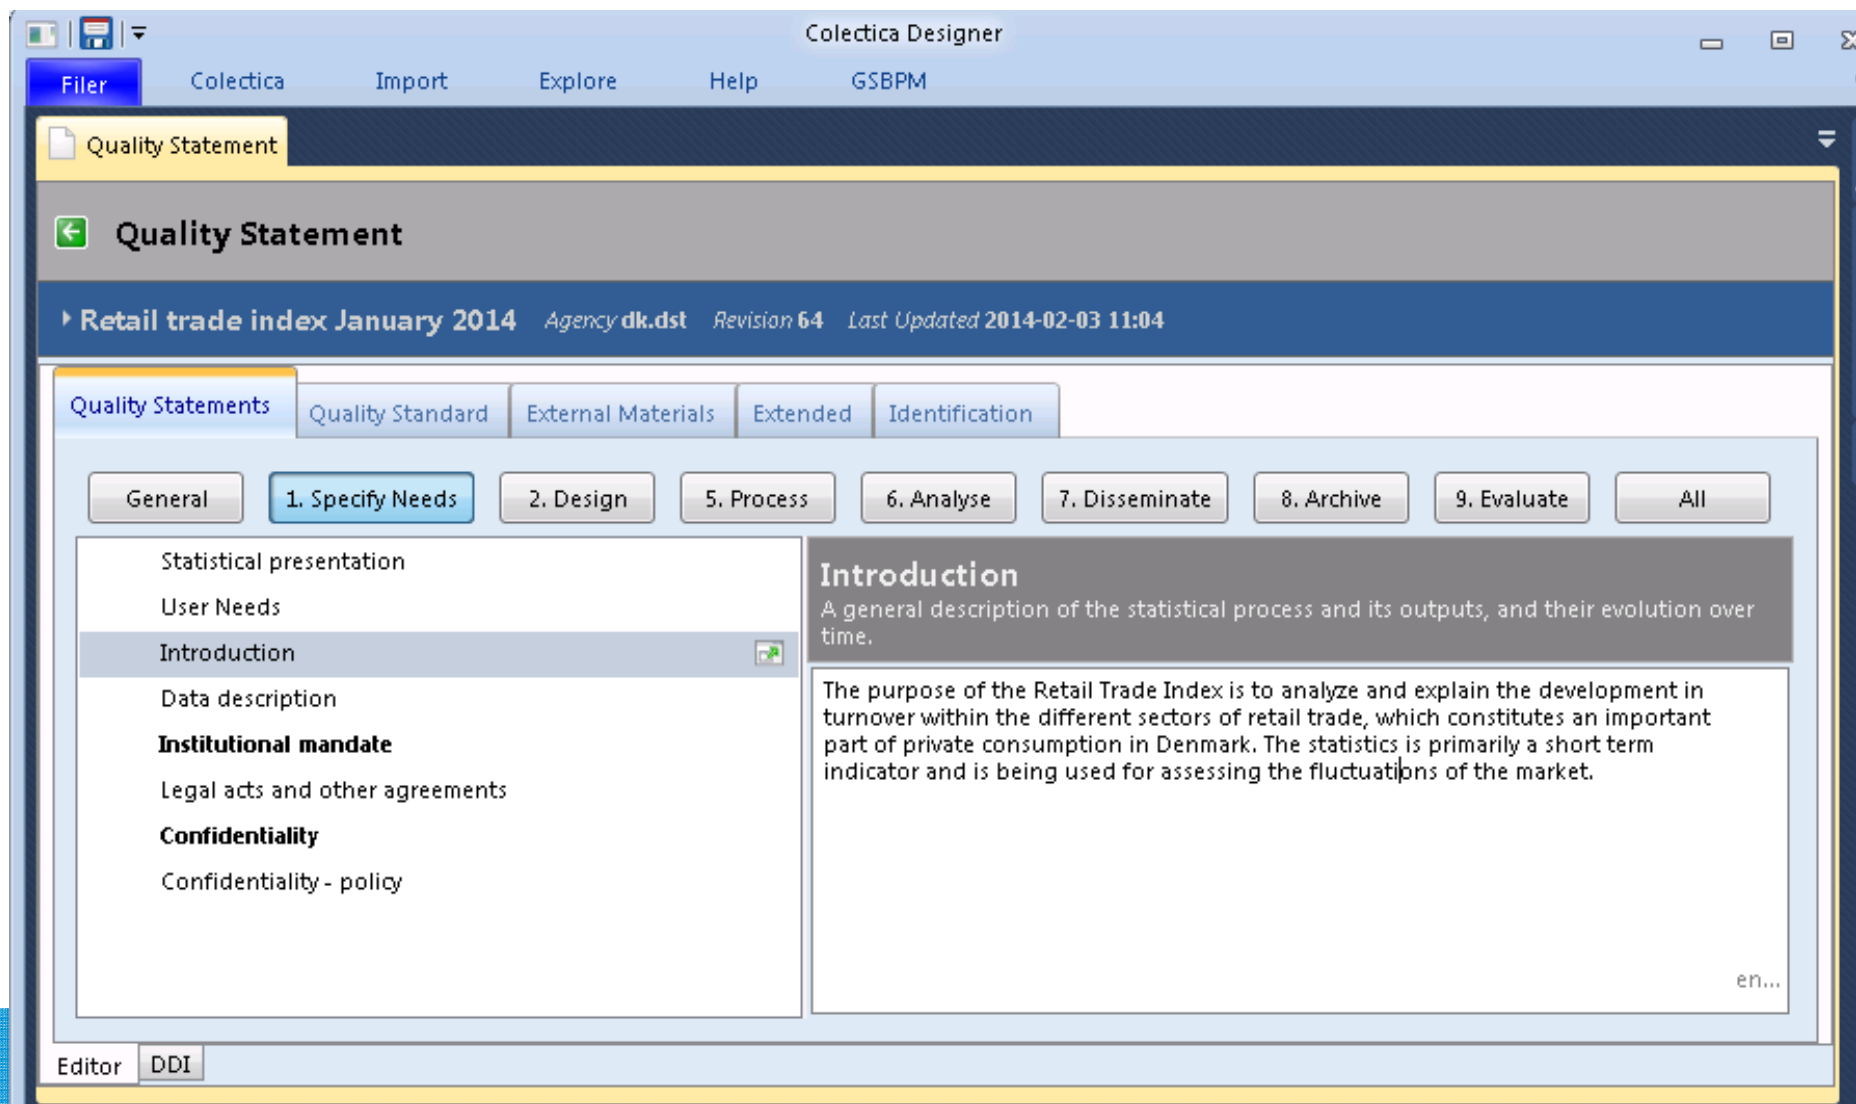 Colectica Designer
Filer Colectica Import Explore Help GSBPM
Quality Statement
Quality Statement
Retail trade index January 2014 Agency dk.dst Revision 64 Last Updated 2014-02-03 11:04
Quality Statements Quality Standard External Materials Extended Identification
General 1. Specify Needs 2. Design 5. Process 6. Analyse 7. Disseminate 8. Archive 9. Evaluate All
Statistical presentation
User Needs
Introduction
Data description
Institutional mandate
Legal acts and other agreements
Confidentiality
Confidentiality - policy
Introduction
A general description of the statistical process and its outputs, and their evolution over
time.
The purpose of the Retail Trade Index is to analyze and explain the development in
turnover within the different sectors of retail trade, which constitutes an important
part of private consumption in Denmark. The statistics is primarily a short term
indicator and is being used for assessing the fluctuations of the market.
en...
Editor DDI